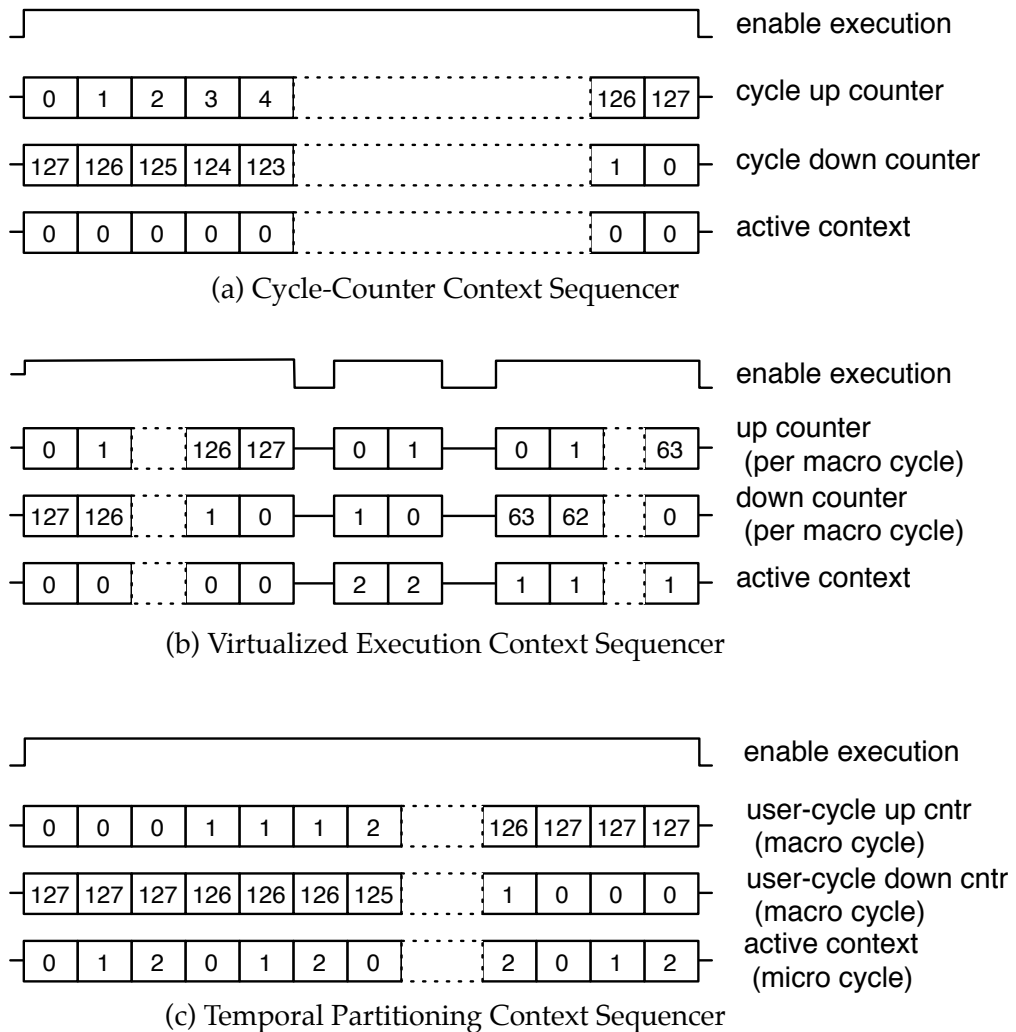 enable execution
0 1 2 3 4 126 127 cycle up counter
127 126 125 124 123 1 0 cycle down counter
0 0 0 0 0 0 0 active context
(a) Cycle-Counter Context Sequencer
enable execution
0 1 126 127 0 1 0 1 63 up counter
(per macro cycle)
127 126 1 0 1 0 63 62 0 down counter
(per macro cycle)
0 0 0 0 2 2 1 1 1 active context
(b) Virtualized Execution Context Sequencer
enable execution
0 0 0 1 1 1 2 126 127 127 127 user-cycle up cntr
(macro cycle)
127 127 127 126 126 126 125 1 0 0 0 user-cycle down cntr
(macro cycle)
0 1 2 0 1 2 0 2 0 1 2 active context
(micro cycle)
(c) Temporal Partitioning Context Sequencer